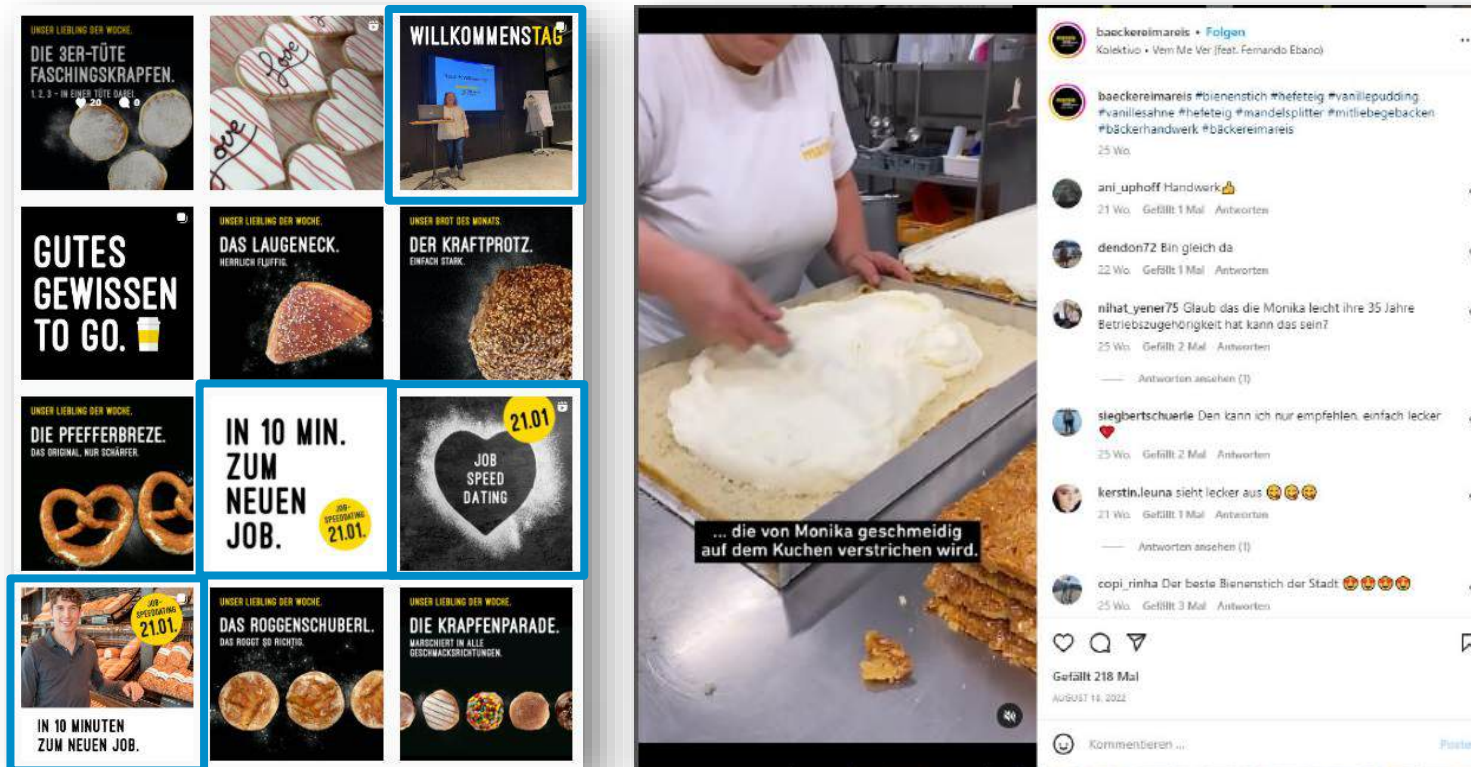 UNSER LIEBLING DER WOCHE.
DIE 3ER-TÜTE
FASCHINGSKRAPFEN.
1, 2, 3 – IN EINER TÜTE DABEI.
20 0
Love
Love
WILLKOMMENSTAG
GUTES
GEWISSEN
TO GO.
UNSER LIEBLING DER WOCHE.
DAS LAUGENECK.
HERRLICH FLUFFIG.
UNSER BROT DES MONATS.
DER KRAFTPROTZ.
EINFACH STARK.
UNSER LIEBLING DER WOCHE.
DIE PFEFFERBREZE.
DAS ORIGINAL, NUR SCHÄRFER.
IN 10 MIN.
ZUM
NEUEN
JOB.
JOB-
SPEEDDATING
21.01.
21.01
JOB
SPEED
DATING
JOB-
SPEEDDATING
21.01.
IN 10 MINUTEN
ZUM NEUEN JOB.
UNSER LIEBLING DER WOCHE.
DAS ROGGENSCHUBERL.
DAS ROGGT SO RICHTIG.
UNSER LIEBLING DER WOCHE.
DIE KRAPFENPARADE.
MARSCHIERT IN ALLE
GESCHMACKSRICHTUNGEN.
... die von Monika geschmeidig
auf dem Kuchen verstrichen wird.
baeckereimareis • Folgen
Kolektivo • Vem Me Ver (feat. Fernando Ebano)
baeckereimareis #bienenstich #hefeteig #vanillepudding
#vanillesahne #hefeteig #mandelsplitter #mitliebegebacken
#bäckerhandwerk #bäckereimareis
25 Wo.
ani_uphoff Handwerk👍
21 Wo. Gefällt 1 Mal Antworten
dendon72 Bin gleich da
22 Wo. Gefällt 1 Mal Antworten
nihat_yener75 Glaub das die Monika leicht ihre 35 Jahre
Betriebszugehörigkeit hat kann das sein?
25 Wo. Gefällt 2 Mal Antworten
Antworten ansehen (1)
siegbertschuerle Den kann ich nur empfehlen. einfach lecker
❤️
25 Wo. Gefällt 2 Mal Antworten
kerstin.leuna sieht lecker aus 😋😋😋
21 Wo. Gefällt 1 Mal Antworten
Antworten ansehen (1)
copi_rinha Der beste Bienenstich der Stadt 😍😍😍😍
25 Wo. Gefällt 3 Mal Antworten
Gefällt 218 Mal
Kommentieren ...